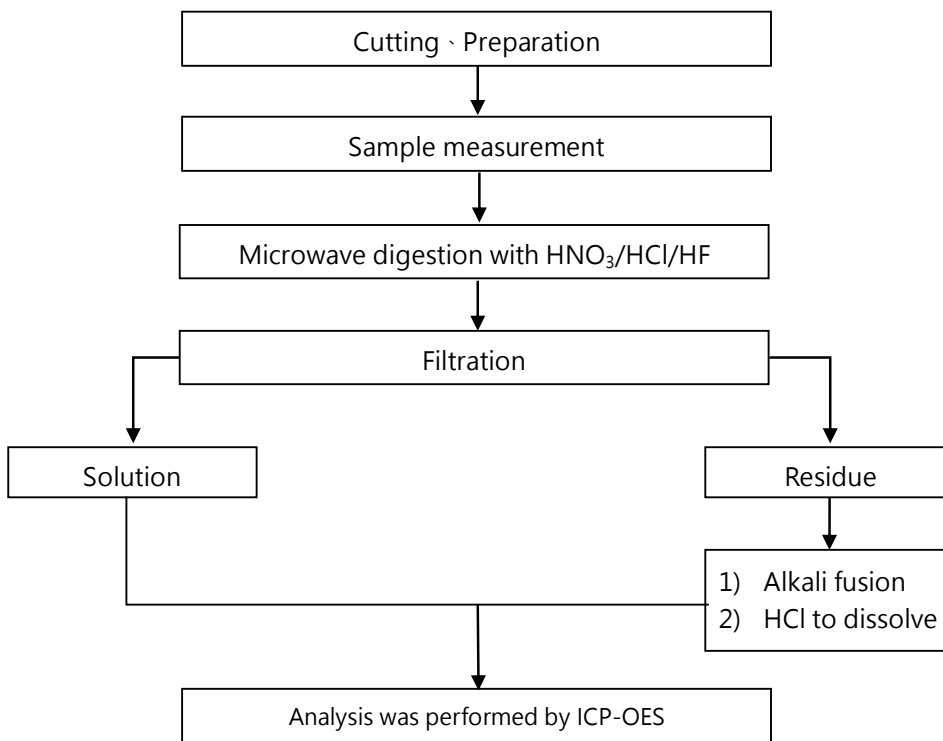 Cutting、Preparation
Sample measurement
Microwave digestion with HNO₃/HCl/HF
Filtration
Solution
Residue
1) Alkali fusion
2) HCl to dissolve
Analysis was performed by ICP-OES